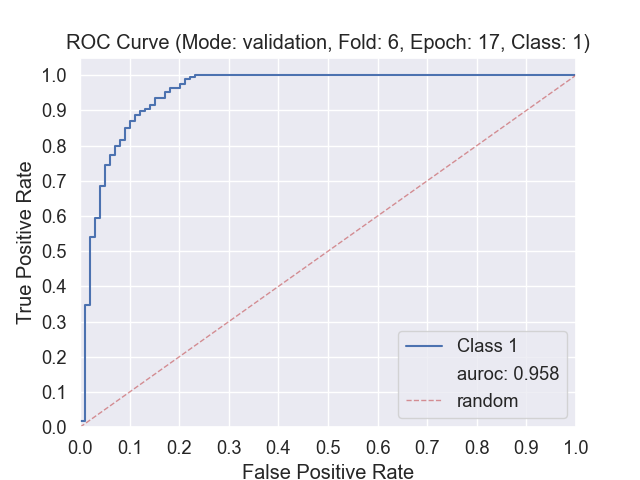 ROC Curve (Mode: validation, Fold: 6, Epoch: 17, Class: 1)
True Positive Rate
1.0
0.9
0.8
0.7
0.6
0.5
0.4
0.3
0.2
0.1
0.0
Class 1
auroc: 0.958
random
0.0 0.1 0.2 0.3 0.4 0.5 0.6 0.7 0.8 0.9 1.0
False Positive Rate